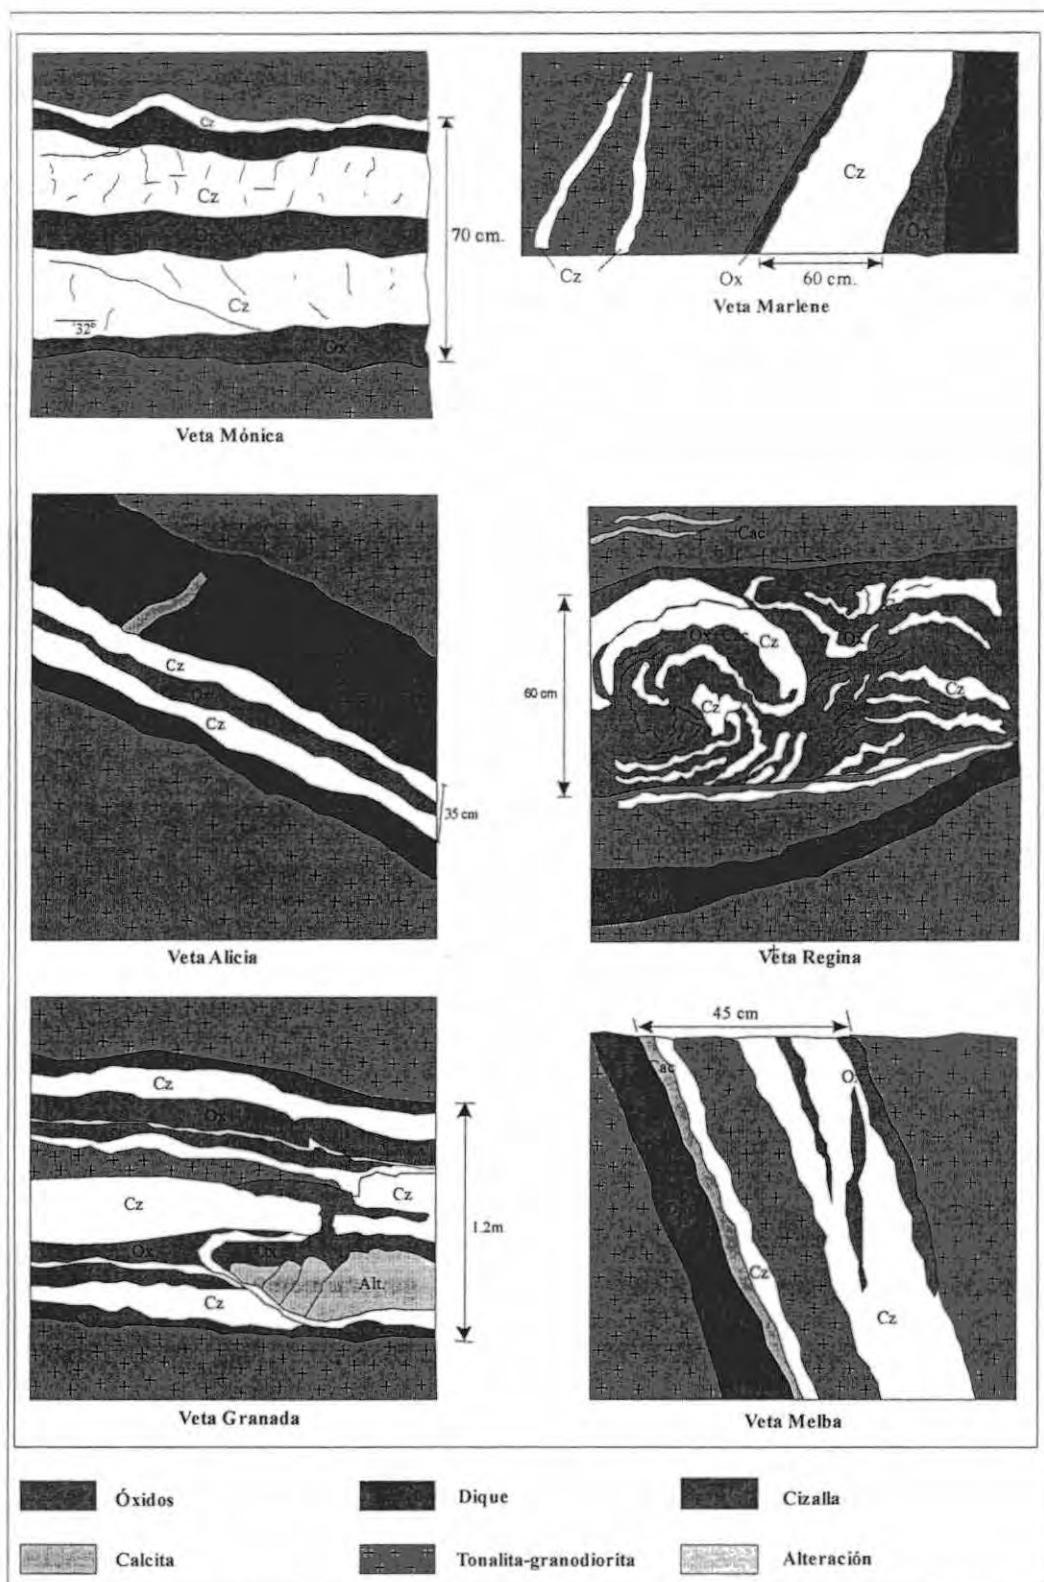 Cz
Cz
Ox
Cz
32°
Ox
70 cm.
Veta Mónica
Cz
Ox
Cz
Ox
60 cm.
Veta Marlene
Cz
Ox
Cz
35 cm
Veta Alicia
Cac
Cz
Ox
Cz
Ox
Cz
Cz
60 cm
Veta Regina
Cz
Ox
Cz
Cz
Ox
Ox
Alt.
Cz
1.2m
Veta Granada
45 cm
Cac
Cz
Cz
Veta Melba
Óxidos
Dique
Cizalla
Calcita
Tonalita-granodiorita
Alteración